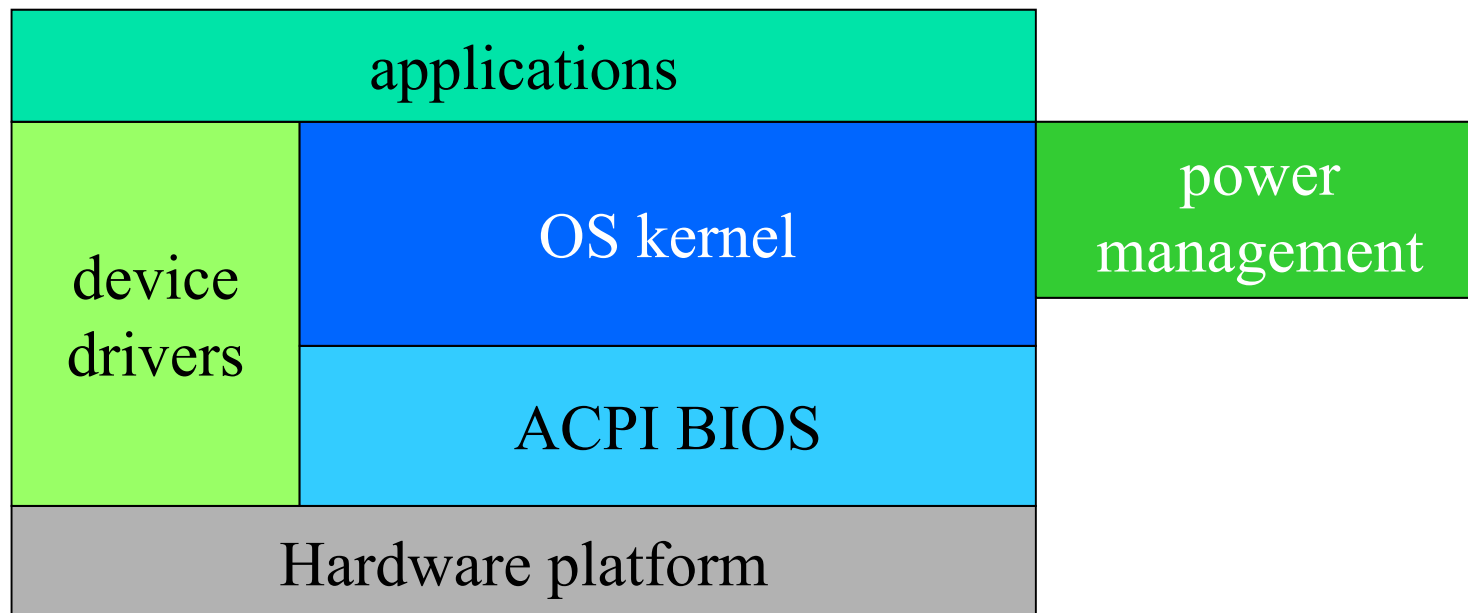 applications
OS kernel
power
management
device
drivers
ACPI BIOS
Hardware platform